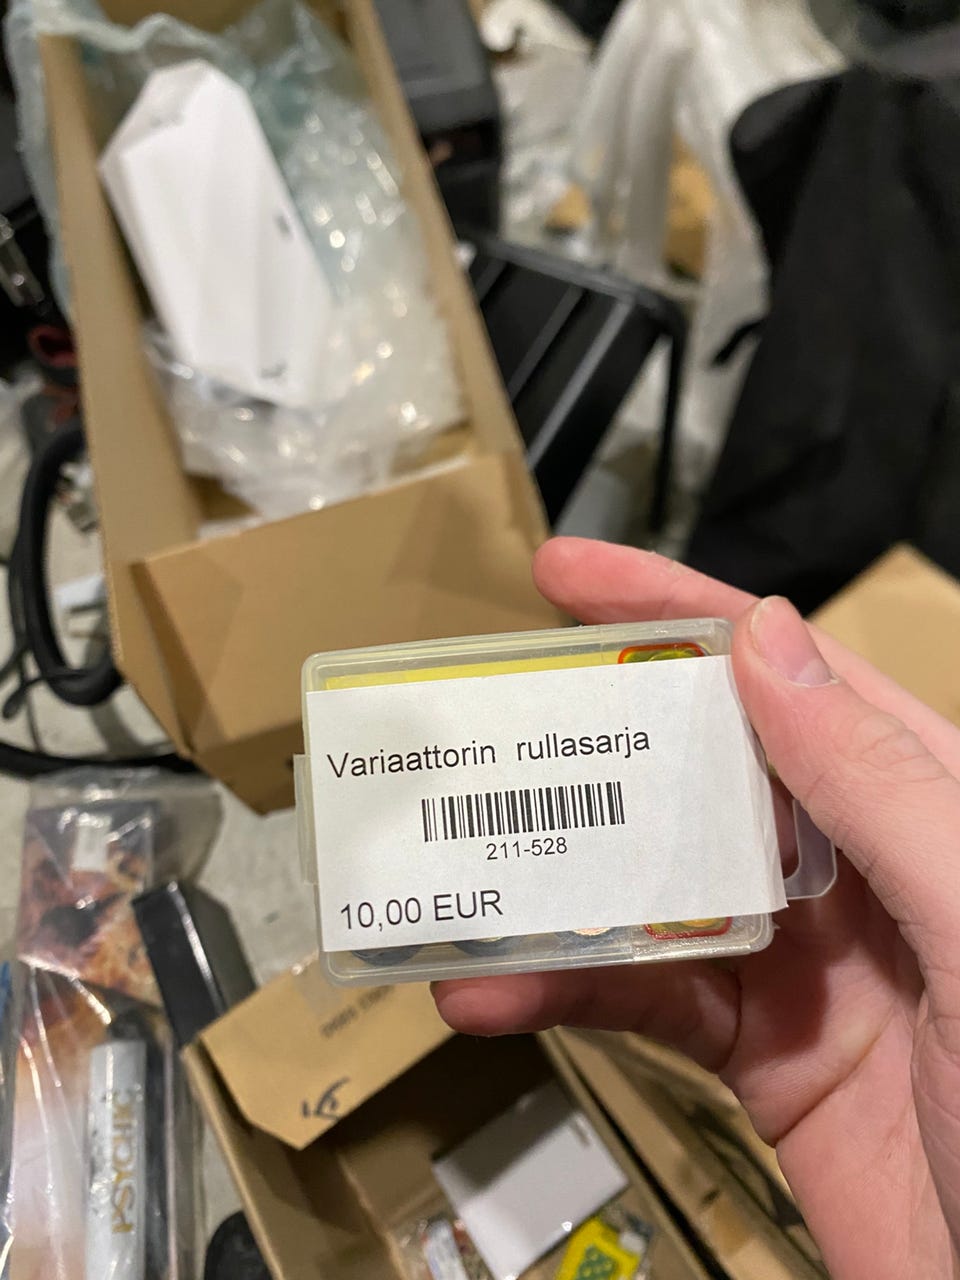 Variaattorin rullasarja
211-528
10,00 EUR
PSYCHIC